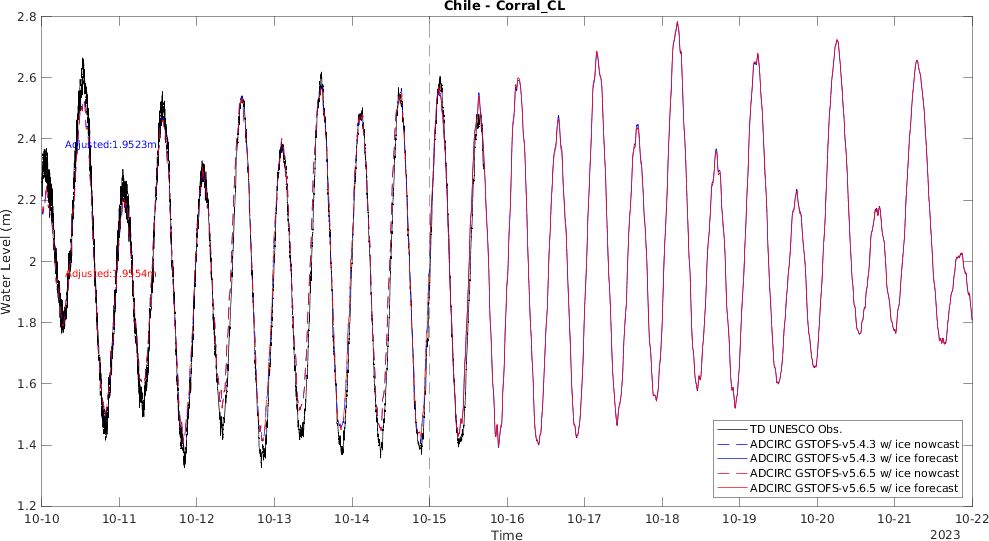 Chile - Corral_CL
2.8
2.6
2.4
2.2
2
1.8
1.6
1.4
1.2
Water Level (m)
Adjusted:1.9523m
Adjusted:1.9554m
TD UNESCO Obs.
ADCIRC GSTOFS-v5.4.3 w/ ice nowcast
ADCIRC GSTOFS-v5.4.3 w/ ice forecast
ADCIRC GSTOFS-v5.6.5 w/ ice nowcast
ADCIRC GSTOFS-v5.6.5 w/ ice forecast
10-10 10-11 10-12 10-13 10-14 10-15 10-16 10-17 10-18 10-19 10-20 10-21 10-22
Time
2023